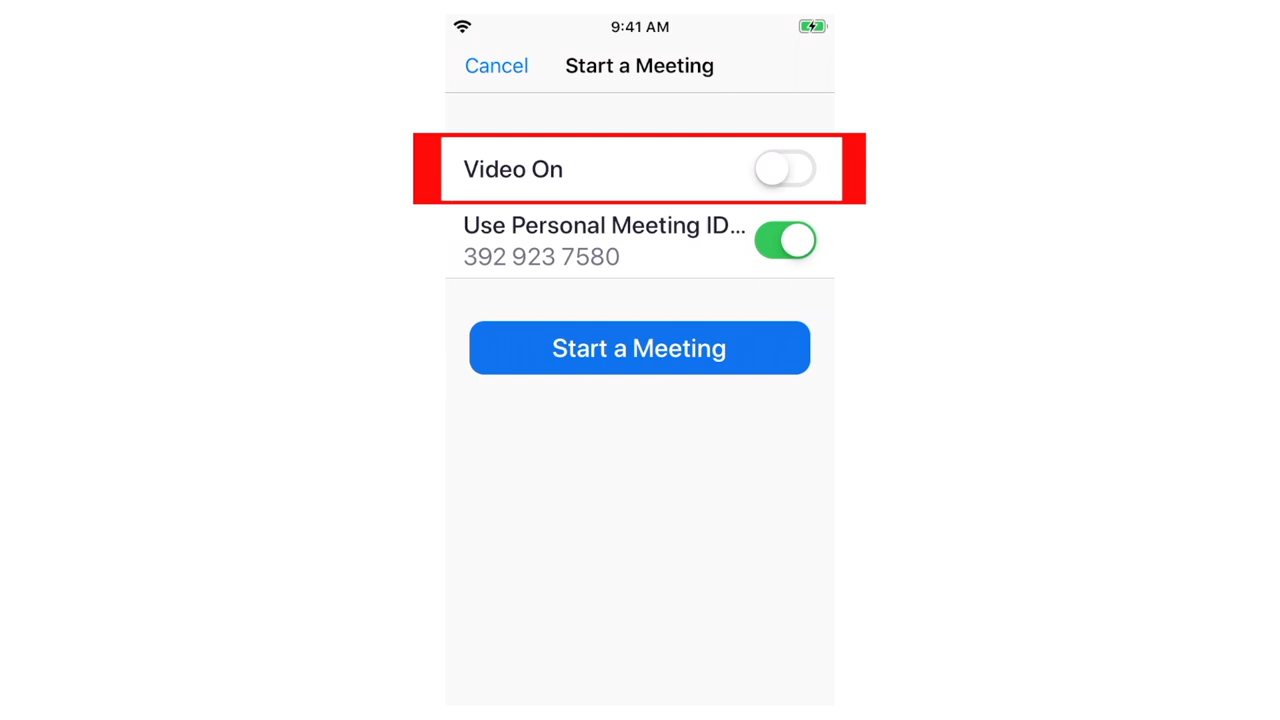 9:41 AM
Cancel Start a Meeting
Video On
Use Personal Meeting ID...
392 923 7580
Start a Meeting